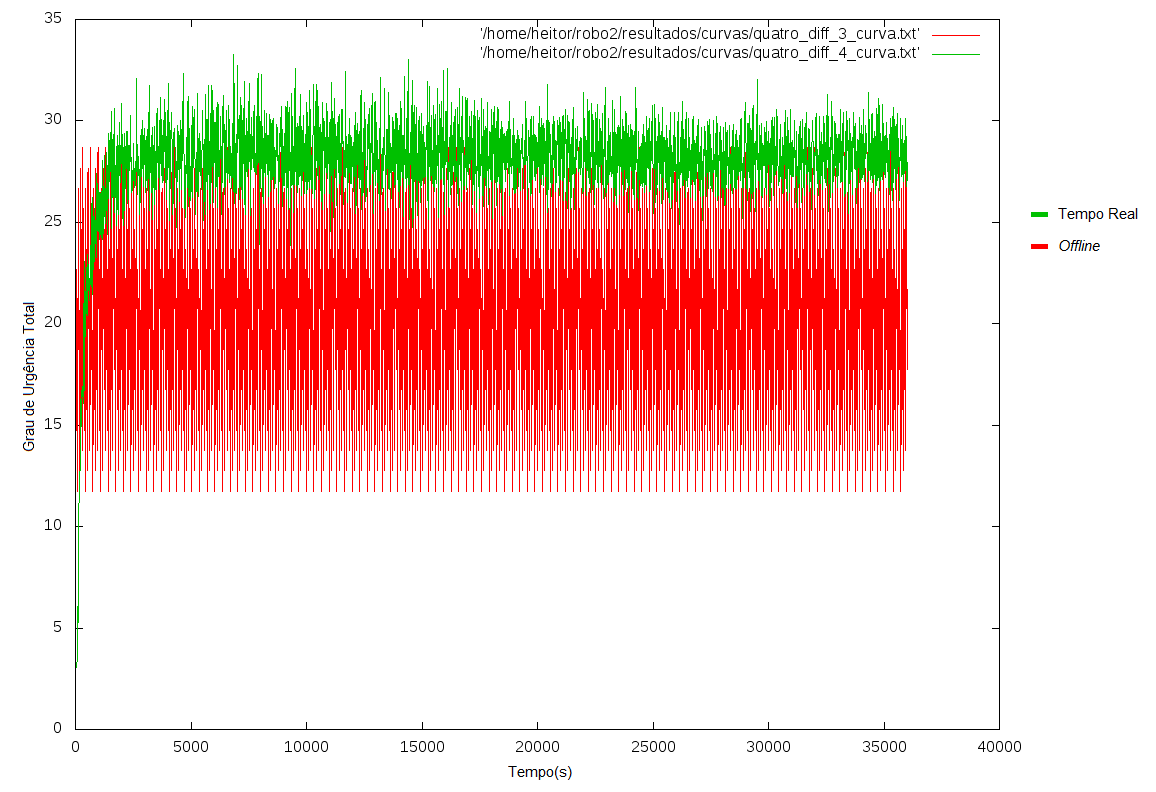 '/home/heitor/robo2/resultados/curvas/quatro_diff_3_curva.txt'
'/home/heitor/robo2/resultados/curvas/quatro_diff_4_curva.txt'
35
30
25
20
15
10
5
0
Grau de Urgência Total
0 5000 10000 15000 20000 25000 30000 35000 40000
Tempo(s)
Tempo Real
Offline